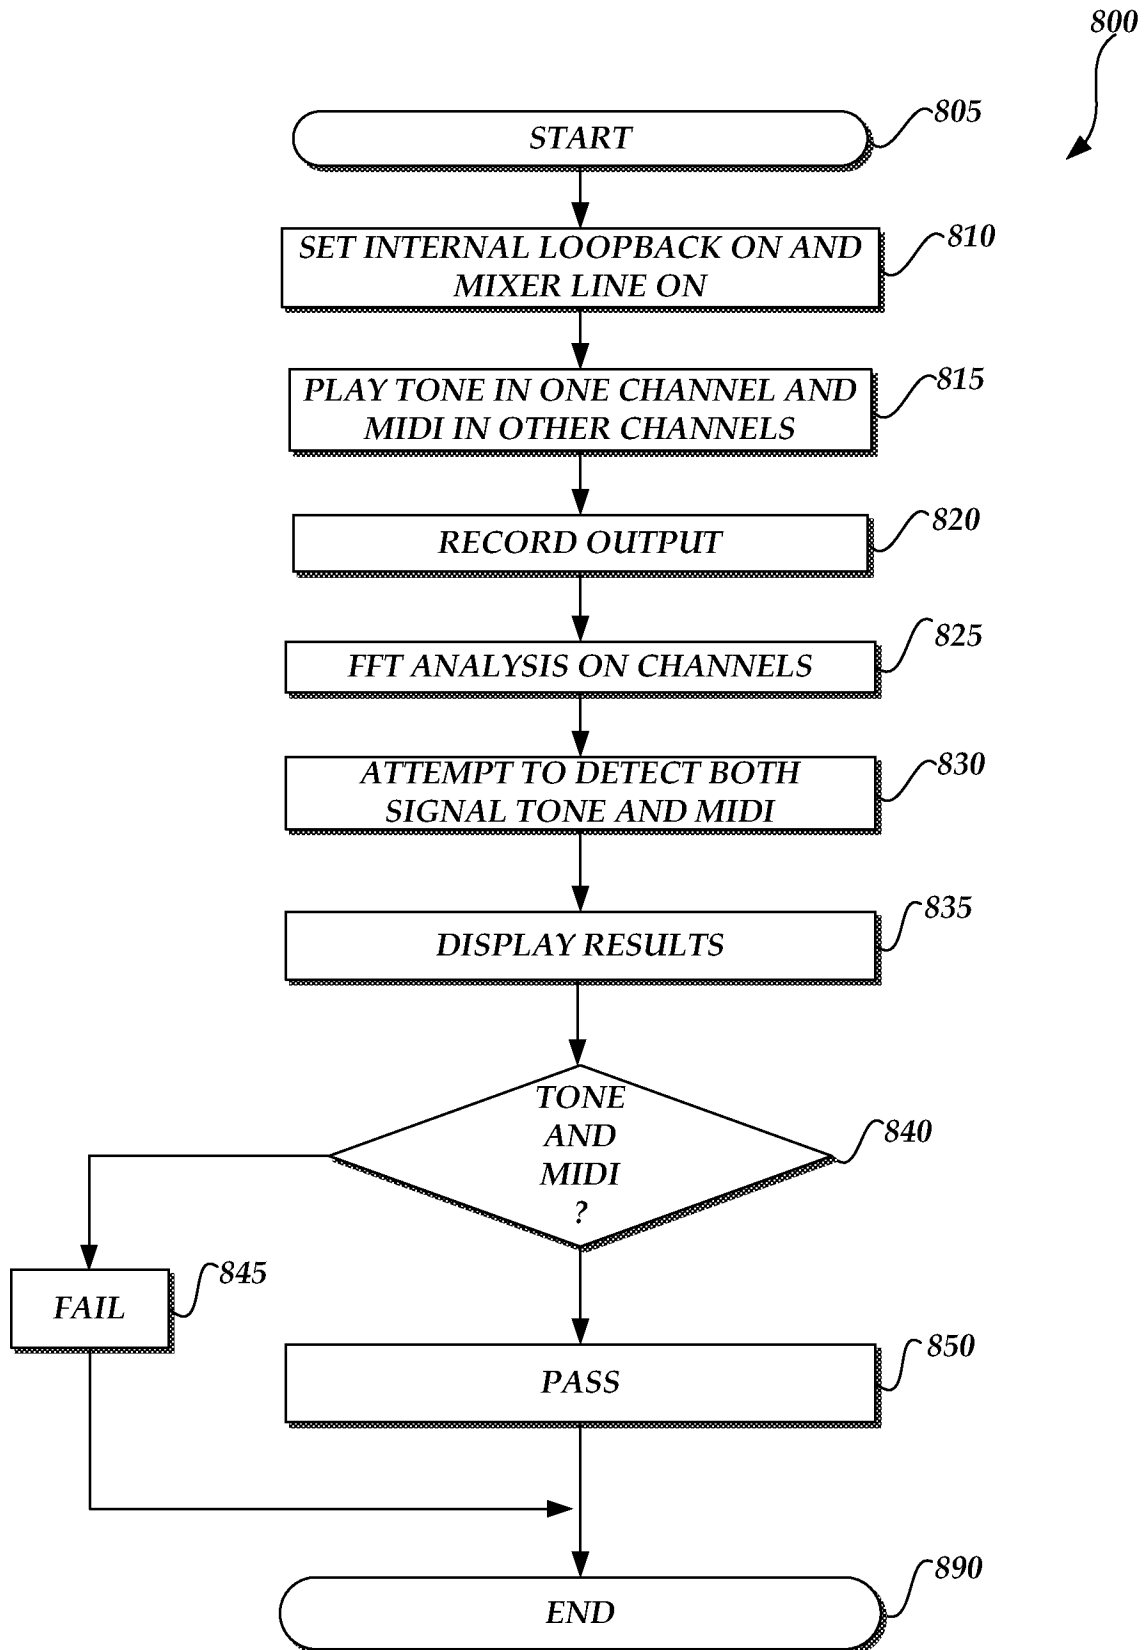 800
START
805
SET INTERNAL LOOPBACK ON AND
MIXER LINE ON
810
PLAY TONE IN ONE CHANNEL AND
MIDI IN OTHER CHANNELS
815
RECORD OUTPUT
820
FFT ANALYSIS ON CHANNELS
825
ATTEMPT TO DETECT BOTH
SIGNAL TONE AND MIDI
830
DISPLAY RESULTS
835
TONE
AND
MIDI
?
840
FAIL
845
PASS
850
END
890